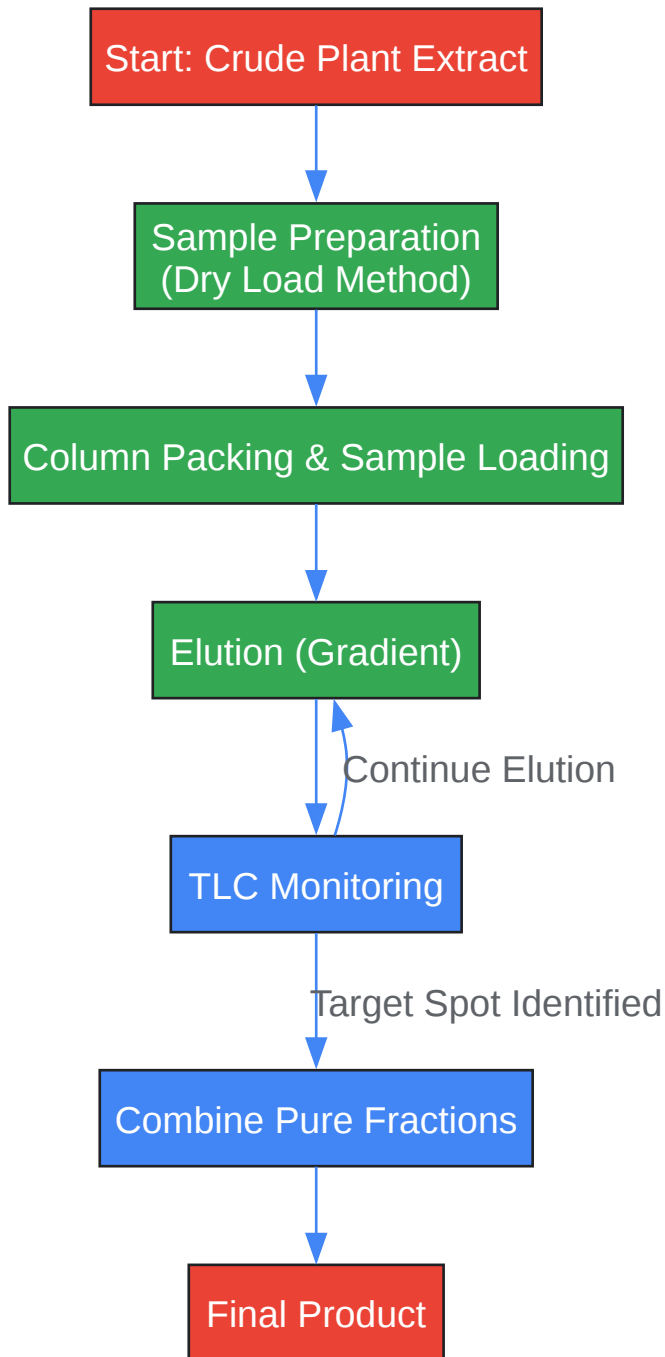 Start: Crude Plant Extract
Sample Preparation
(Dry Load Method)
Column Packing & Sample Loading
Elution (Gradient)
Continue Elution
TLC Monitoring
Target Spot Identified
Combine Pure Fractions
Final Product